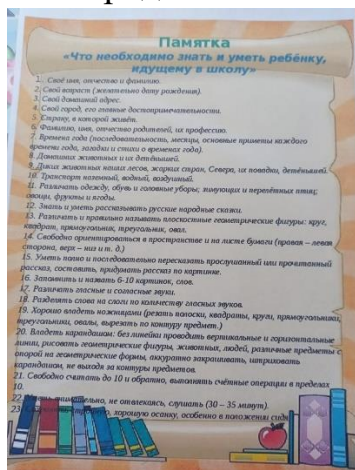 Памятка
«Что необходимо знать и уметь ребёнку,
идущему в школу»
1. Своё имя, отчество и фамилию.
2. Свой возраст (желательно дату рождения).
3. Свой домашний адрес.
4. Свой город, его главные достопримечательности.
5. Страну, в которой живёт.
6. Фамилию, имя, отчество родителей, их профессию.
7. Времена года (последовательность, месяцы, основные приметы каждого
времени года, загадки и стихи о временах года).
8. Домашних животных и их детёнышей.
9. Диких животных наших лесов, жарких стран, Севера, их повадки, детёнышей.
10. Транспорт наземный, водный, воздушный.
11. Различать одежду, обувь и головные уборы; зимующих и перелётных птиц;
овощи, фрукты и ягоды.
12. Знать и уметь рассказывать русские народные сказки.
13. Различать и правильно называть плоскостные геометрические фигуры: круг,
квадрат, прямоугольник, треугольник, овал.
14. Свободно ориентироваться в пространстве и на листе бумаги (правая – левая
сторона, верх – низ и т. д.)
15. Уметь полно и последовательно пересказать прослушанный или прочитанный
рассказ, составить, придумать рассказ по картинке.
16. Запомнить и назвать 6-10 картинок, слов.
17. Различать гласные и согласные звуки.
18. Разделять слова на слоги по количеству гласных звуков.
19. Хорошо владеть ножницами (резать полоски, квадраты, круги, прямоугольники,
треугольники, овалы, вырезать по контуру предмет.)
20. Владеть карандашом: без линейки проводить вертикальные и горизонтальные
линии, рисовать геометрические фигуры, животных, людей, различные предметы с
опорой на геометрические формы, аккуратно закрашивать, штриховать
карандашом, не выходя за контуры предметов.
21. Свободно считать до 10 и обратно, выполнять счётные операции в пределах
10.
22. внимательно, не отвлекаясь, слушать (30 – 35 минут).
23. хорошую осанку, особенно в положении